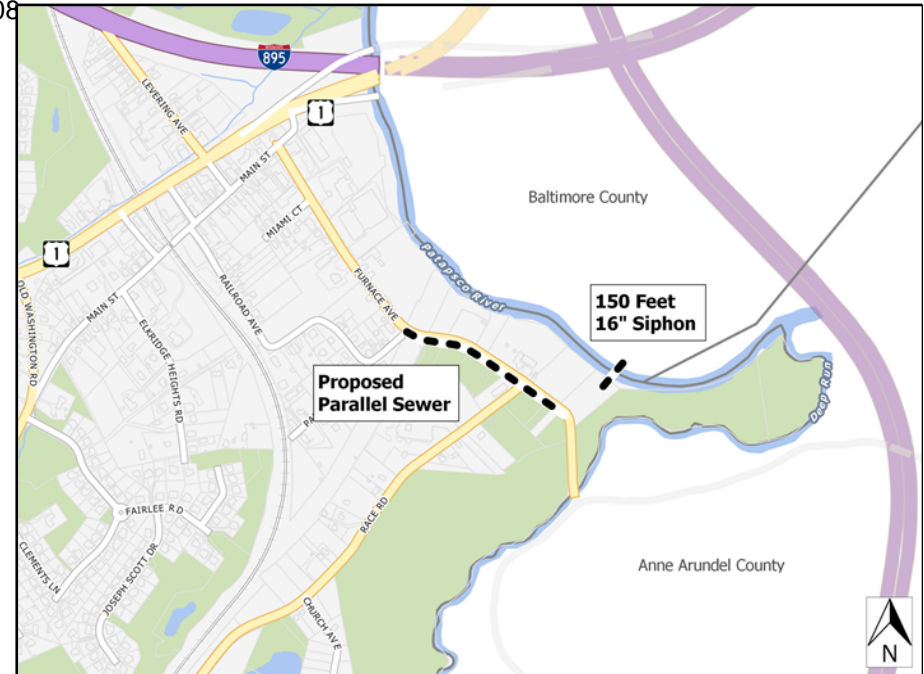 08
895
LEVERING AVE
1
MAIN ST
MIAMI CT
Baltimore County
Patapsco River
1
FURNACE AVE
150 Feet
16" Siphon
OLD WASHINGTON RD
MAIN ST
RAILROAD AVE
ELKRIDGE HEIGHTS RD
Proposed
Parallel Sewer
PA
Deep Run
RACE RD
FAIRLEE RD
CLEMENTS LN
JOSEPH SCOTT DR
CHURCH AVE
Anne Arundel County
N